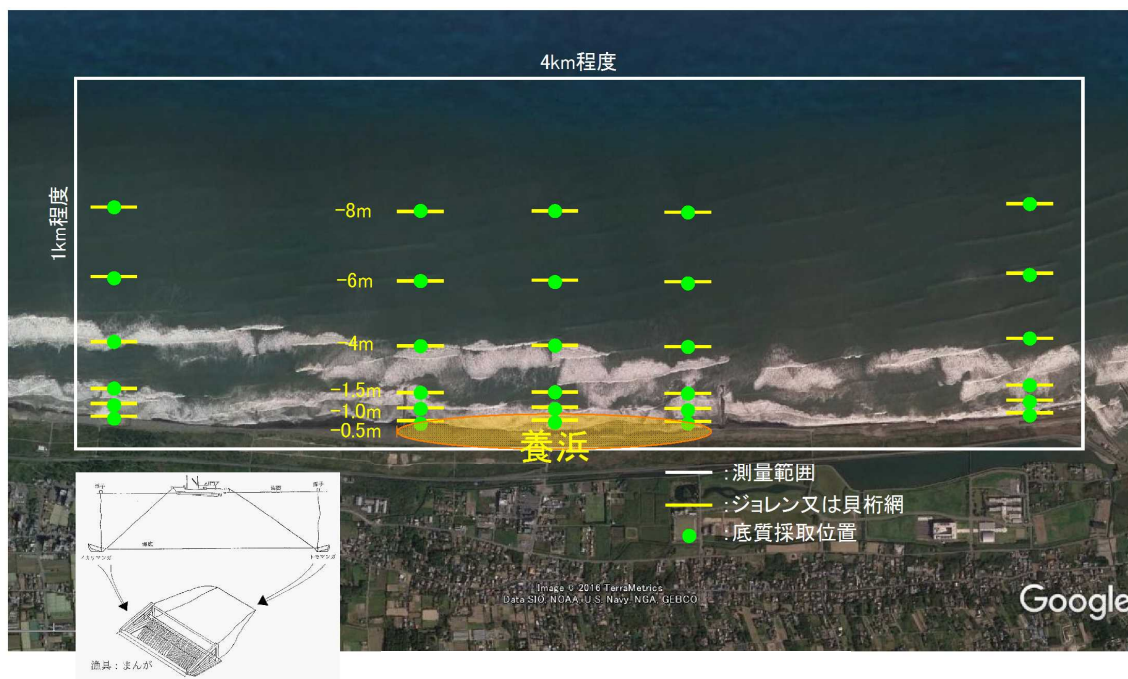 4km程度
1km程度
-8m
-6m
-4m
-1.5m
-1.0m
-0.5m
養浜
:測量範囲
:ジョレン又は貝桁網
:底質採取位置
漁具:まんが
Image © 2016 TerraMetrics
Data SIO, NOAA, U.S. Navy, NGA, GEBCO
Google